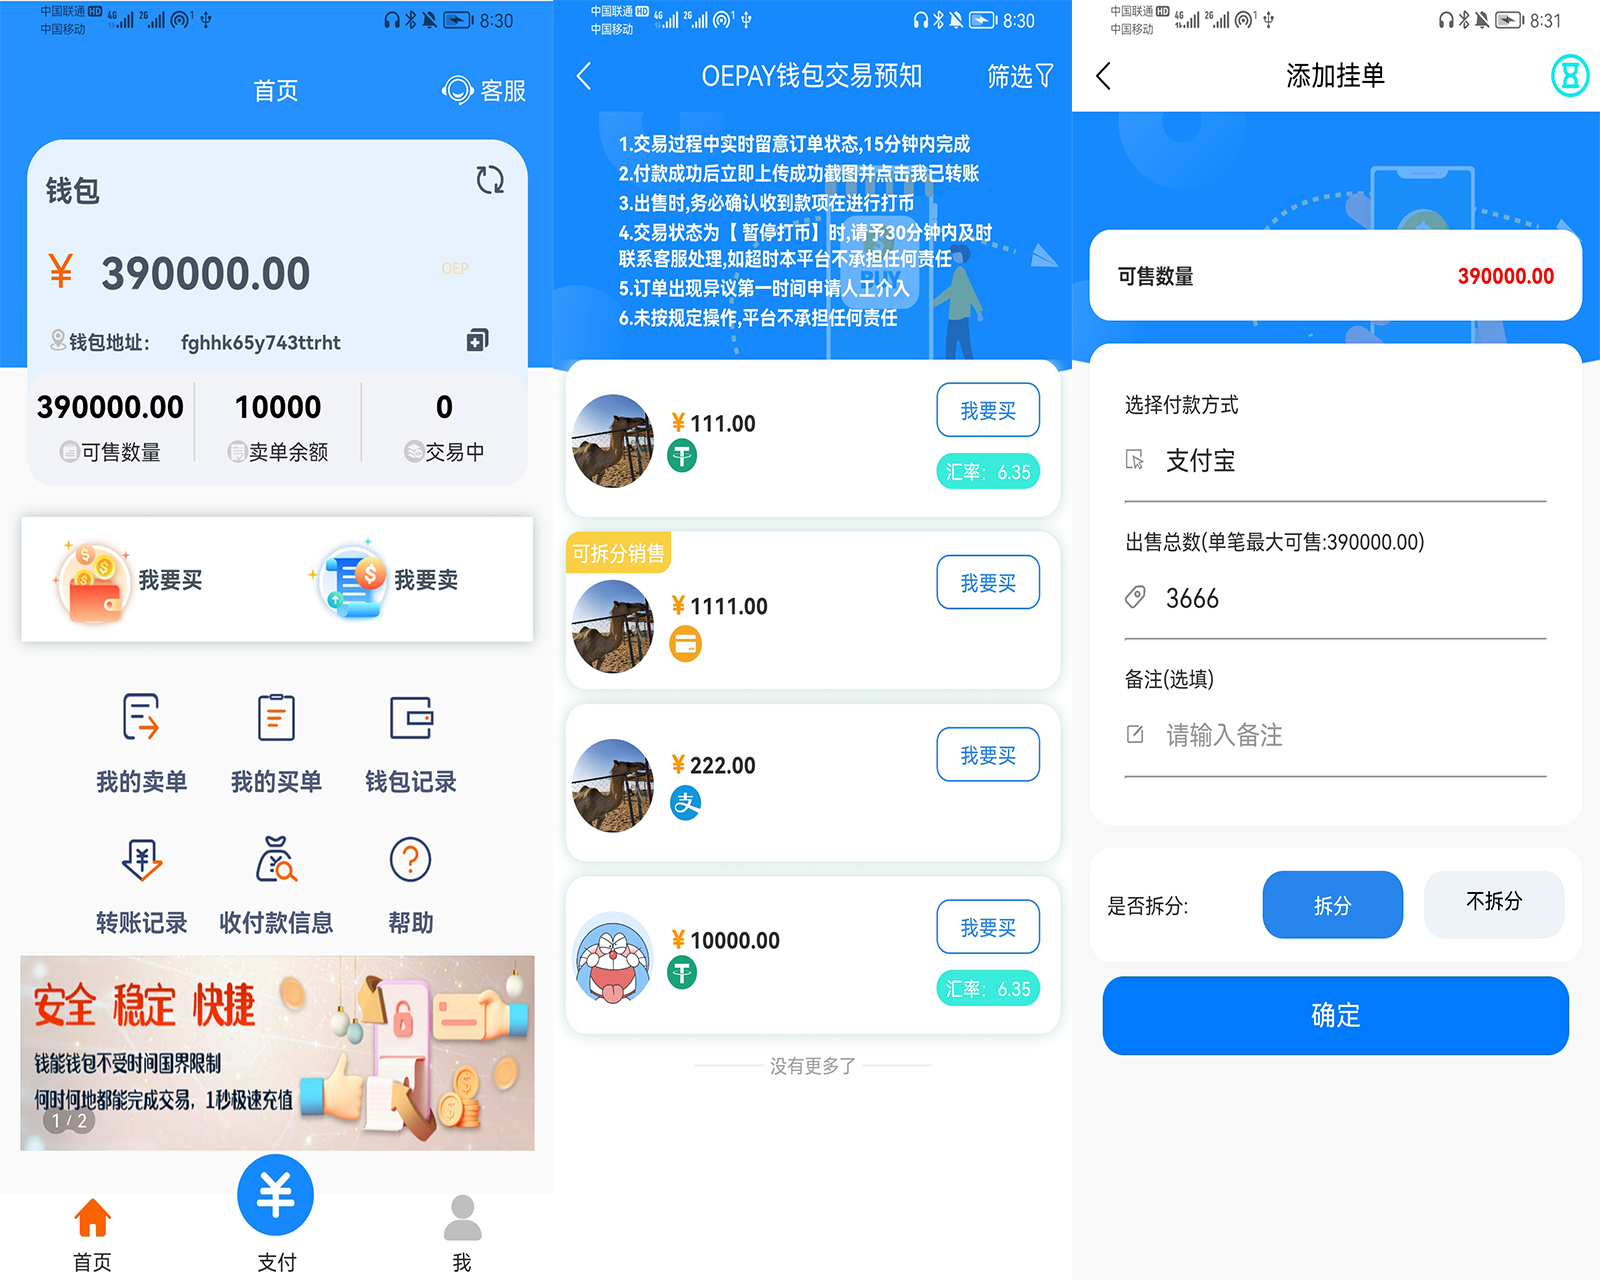 中国联通 HD 4G 2G 1 8:30
中国移动
首页
客服
钱包
¥ 390000.00 OEP
钱包地址: fghhk65y743ttrht
390000.00 10000 0
可售数量 卖单余额 交易中
我要买 我要卖
我的卖单 我的买单 钱包记录
转账记录 收付款信息 帮助
安全 稳定 快捷
钱能钱包不受时间国界限制
何时何地都能完成交易，1秒极速充值
1 / 2
首页 支付 我
中国联通 HD 4G 2G 1 8:30
中国移动
OEPAY钱包交易预知 筛选
1.交易过程中实时留意订单状态,15分钟内完成
2.付款成功后立即上传成功截图并点击我已转账
3.出售时,务必确认收到款项在进行打币
4.交易状态为【 暂停打币】时,请予30分钟内及时
联系客服处理,如超时本平台不承担任何责任
BUY
5.订单出现异议第一时间申请人工介入
6.未按规定操作,平台不承担任何责任
¥ 111.00 我要买
汇率：6.35
可拆分销售
¥ 1111.00 我要买
¥ 222.00 我要买
支
¥ 10000.00 我要买
汇率：6.35
没有更多了
中国联通 HD 4G 2G 1 8:31
中国移动
添加挂单
可售数量 390000.00
选择付款方式
支付宝
出售总数(单笔最大可售:390000.00)
3666
备注(选填)
请输入备注
是否拆分: 拆分 不拆分
确定